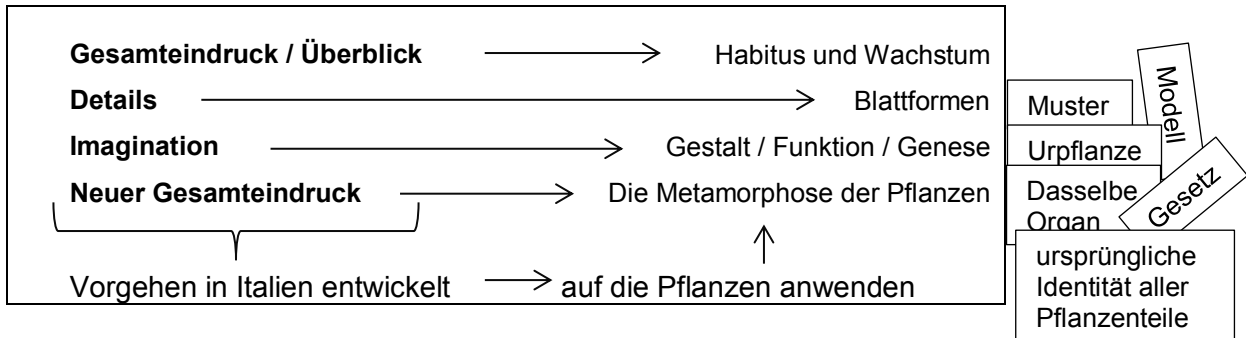 Gesamteindruck / Überblick
Habitus und Wachstum
Details
Blattformen
Imagination
Gestalt / Funktion / Genese
Neuer Gesamteindruck
Die Metamorphose der Pflanzen
Vorgehen in Italien entwickelt
auf die Pflanzen anwenden
Muster
Modell
Urpflanze
Dasselbe
Organ
Gesetz
ursprüngliche
Identität aller
Pflanzenteile